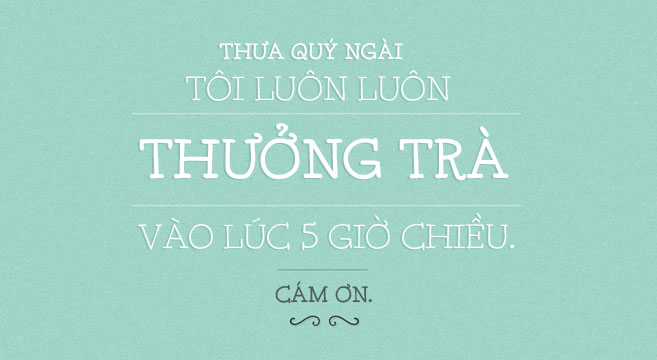 THƯA QUÝ NGÀI
TÔI LUÔN LUÔN
THƯỞNG TRÀ
VÀO LÚC 5 GIỜ CHIỀU.
CÁM ƠN.